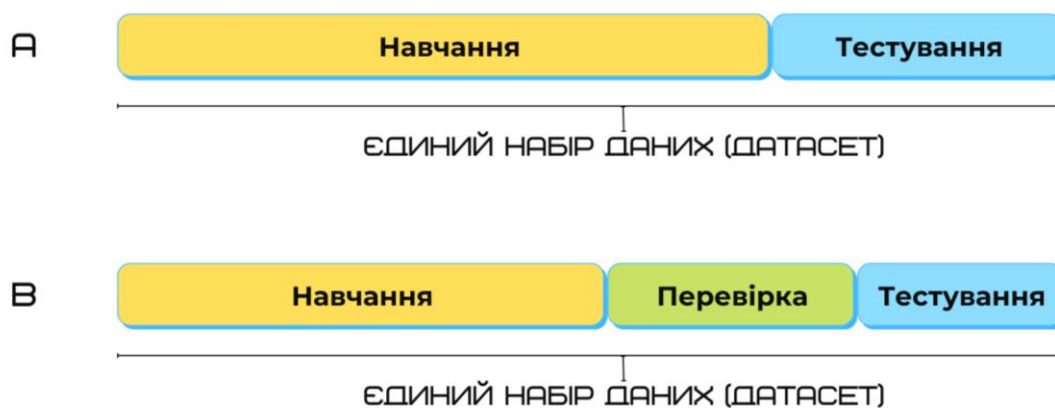 A
Навчання
Тестування
ЄДИНИЙ НАБІР ДАНИХ (ДАТАСЕТ)
B
Навчання
Перевірка
Тестування
ЄДИНИЙ НАБІР ДАНИХ (ДАТАСЕТ)